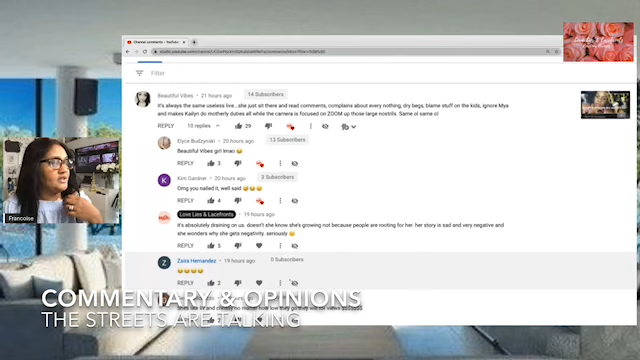 Channel comments - YouTube
Filter
Beautiful Vibes • 21 hours ago
14 Subscribers
It's always the same useless live...she just sit there and read comments, complains about every nothing, dry begs, blame stuff on the kids, ignore Mya
and makes Kailyn do motherly duties all while the camera is focused on ZOOM up those large nostrils. Same ol' same ol'
REPLY 10 replies 29
Elyce Budzynski • 20 hours ago
13 Subscribers
Beautiful Vibes girl lmao 😂
REPLY 3
Kim Gardner • 20 hours ago
3 Subscribers
Omg you nailed it, well said
REPLY 4
Love Lies & Lacefronts • 19 hours ago
It's absolutely draining on us. doesn't she know she's growing not because people are rooting for her. her story is sad and very negative and
she wonders why she gets negativity. seriously
REPLY 5
Zaira Hernandez • 19 hours ago
0 Subscribers
REPLY 2
Francoise
COMMENTARY & OPINIONS
THE STREETS ARE TALKING